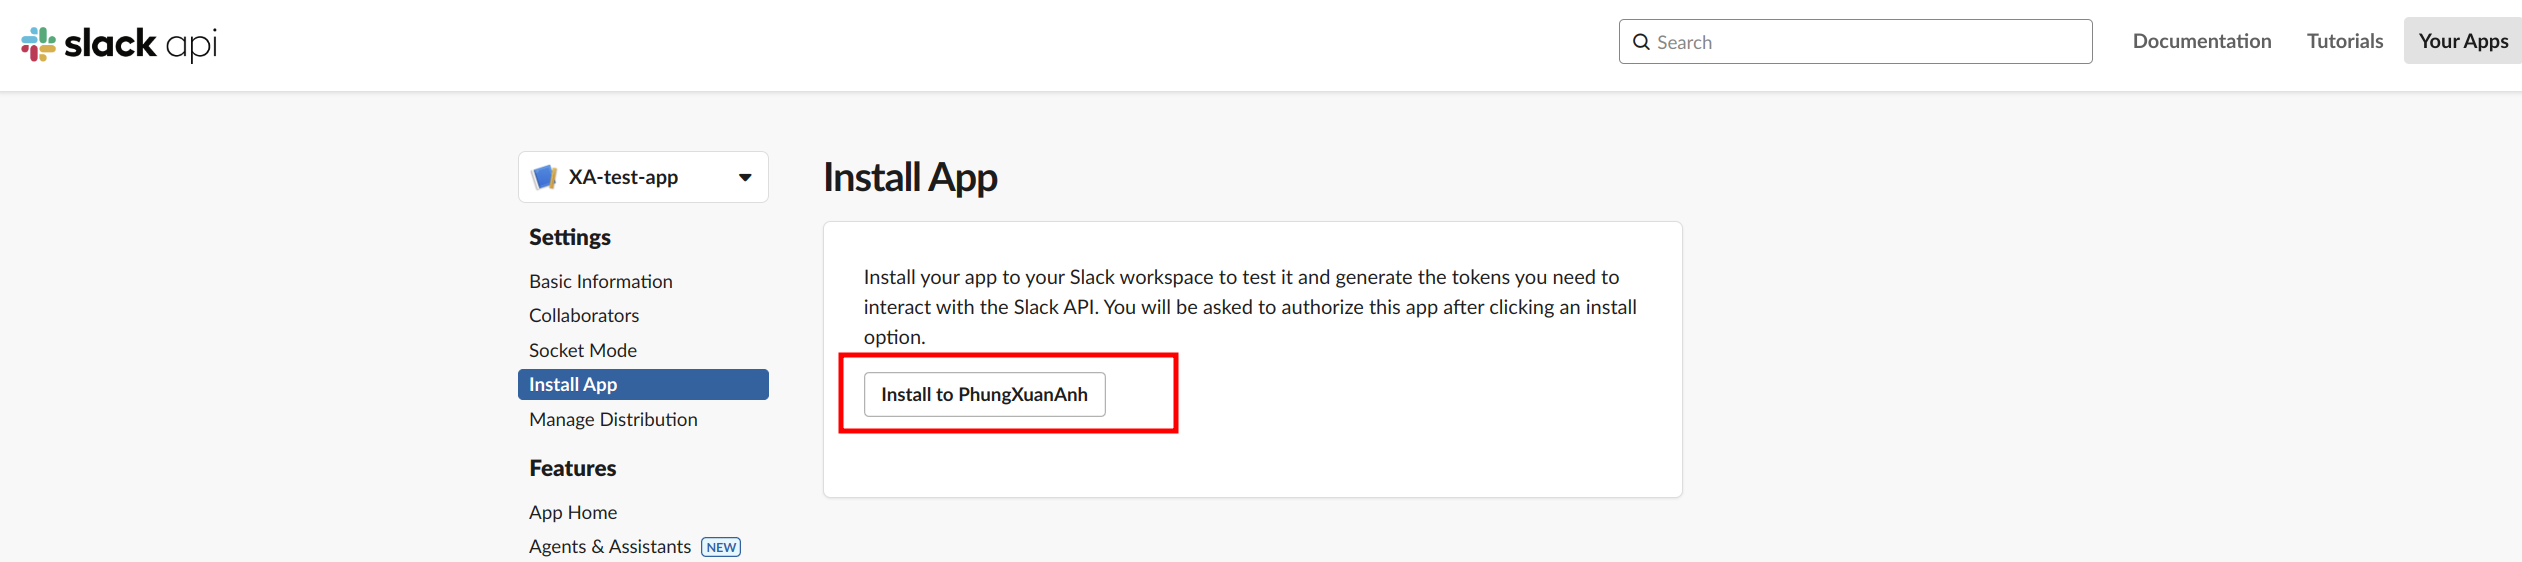 slack api
Search
Documentation
Tutorials
Your Apps
XA-test-app
Settings
Basic Information
Collaborators
Socket Mode
Install App
Manage Distribution
Features
App Home
Agents & Assistants NEW
Install App
Install your app to your Slack workspace to test it and generate the tokens you need to
interact with the Slack API. You will be asked to authorize this app after clicking an install
option.
Install to PhungXuanAnh